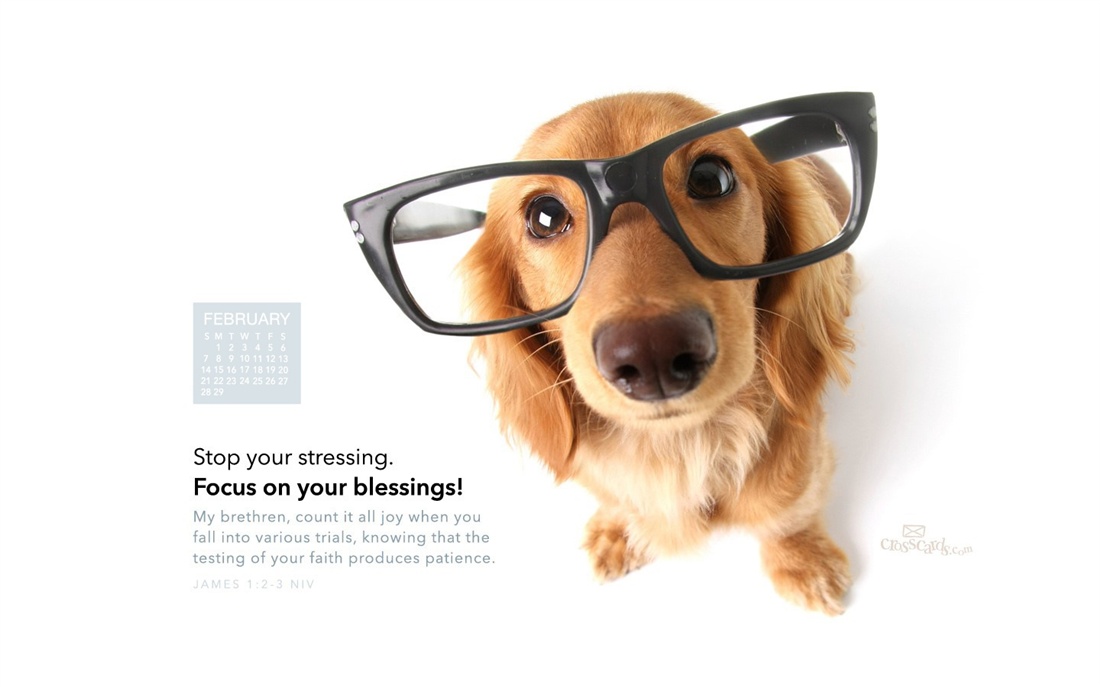 FEBRUARY
S M T W T F S
1 2 3 4 5 6
7 8 9 10 11 12 13
14 15 16 17 18 19 20
21 22 23 24 25 26 27
28 29
Stop your stressing.
Focus on your blessings!
My brethren, count it all joy when you
fall into various trials, knowing that the
testing of your faith produces patience.
JAMES 1:2-3 NIV
crosscards.com